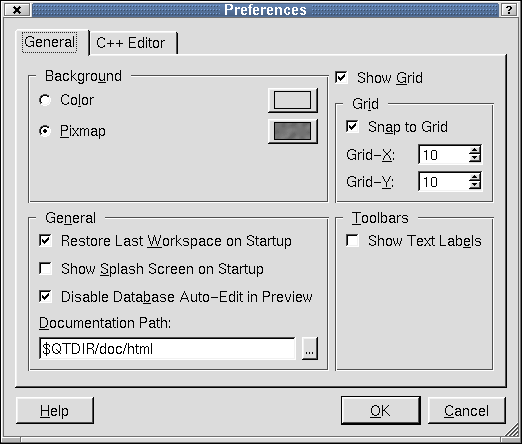 Preferences
?
General
C++ Editor
Background
Color
Pixmap
Show Grid
Grid
Snap to Grid
Grid-X:
10
Grid-Y:
10
General
Restore Last Workspace on Startup
Show Splash Screen on Startup
Disable Database Auto-Edit in Preview
Documentation Path:
$QTDIR/doc/html
...
Toolbars
Show Text Labels
Help
OK
Cancel